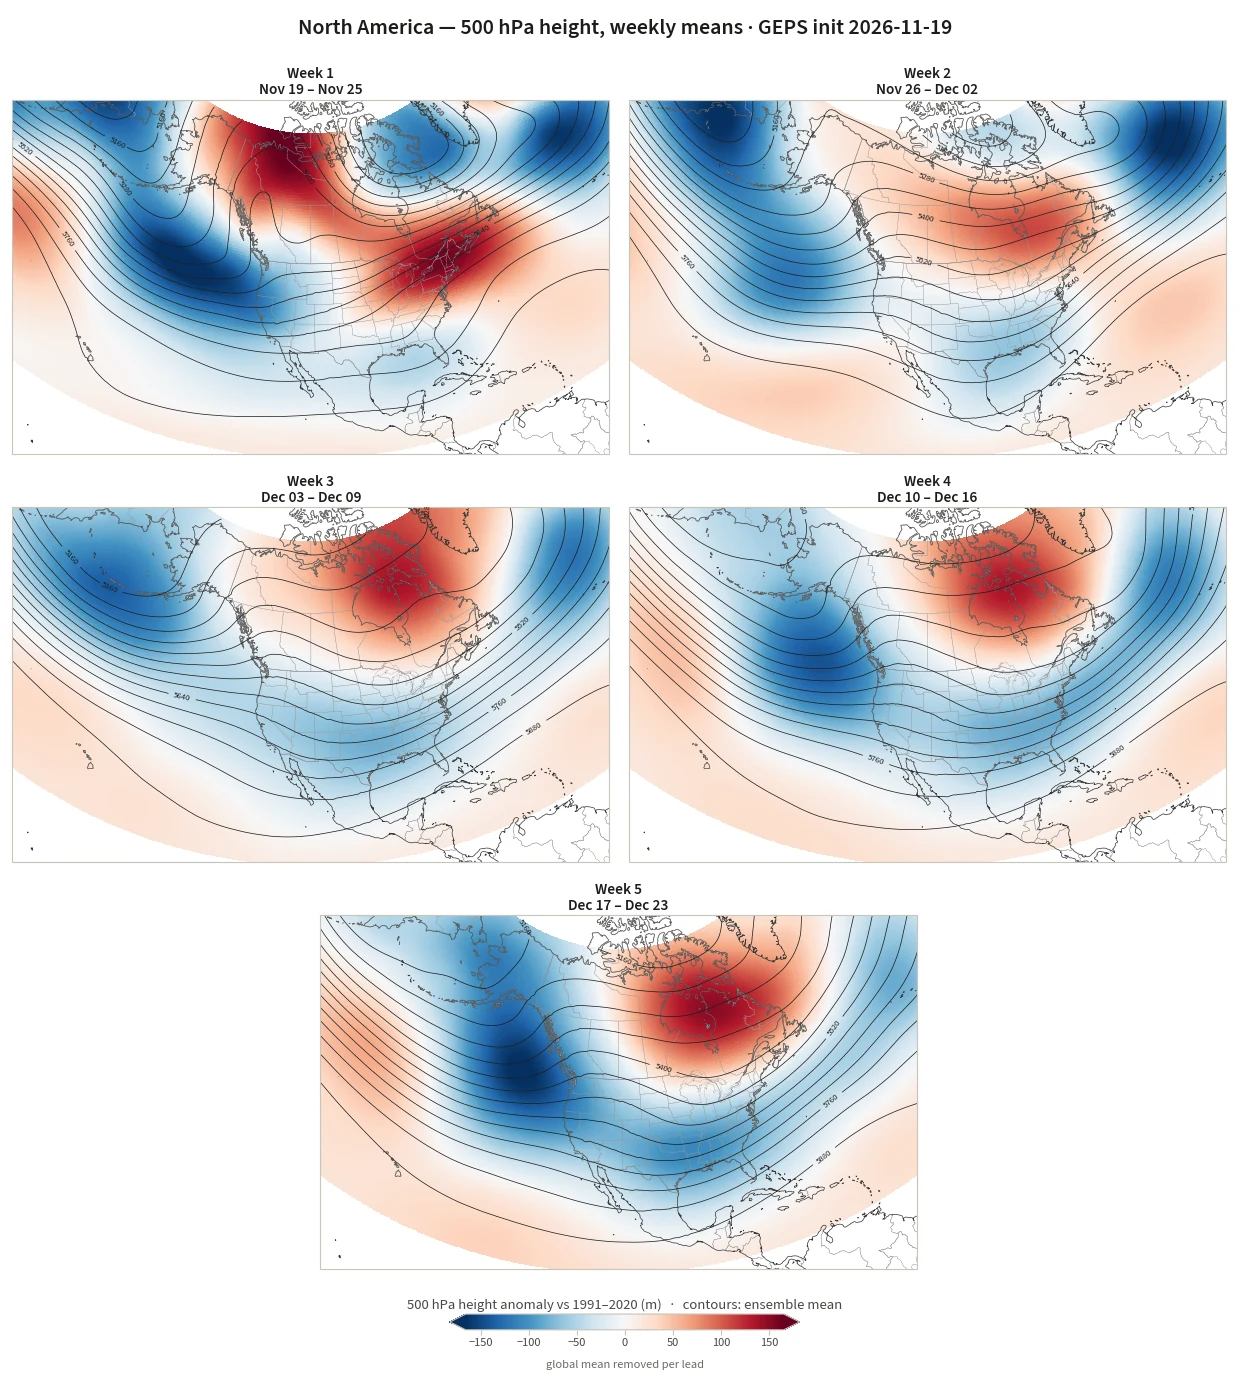 North America — 500 hPa height, weekly means · GEPS init 2026-11-19
Week 1
Nov 19 – Nov 25
Week 2
Nov 26 – Dec 02
Week 3
Dec 03 – Dec 09
Week 4
Dec 10 – Dec 16
Week 5
Dec 17 – Dec 23
500 hPa height anomaly vs 1991–2020 (m) · contours: ensemble mean
−150 −100 −50 0 50 100 150
global mean removed per lead